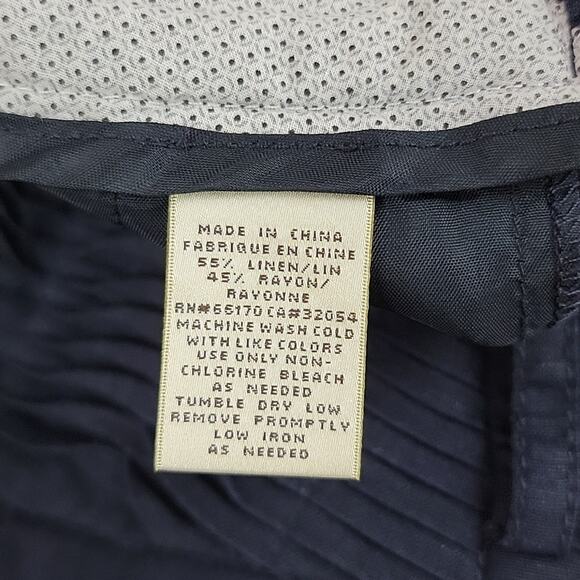 MADE IN CHINA
FABRIQUE EN CHINE
55% LINEN/LIN
45% RAYON/
RAYONNE
RN#66170 CA#32054
MACHINE WASH COLD
WITH LIKE COLORS
USE ONLY NON-
CHLORINE BLEACH
AS NEEDED
TUMBLE DRY LOW
REMOVE PROMPTLY
LOW IRON
AS NEEDED